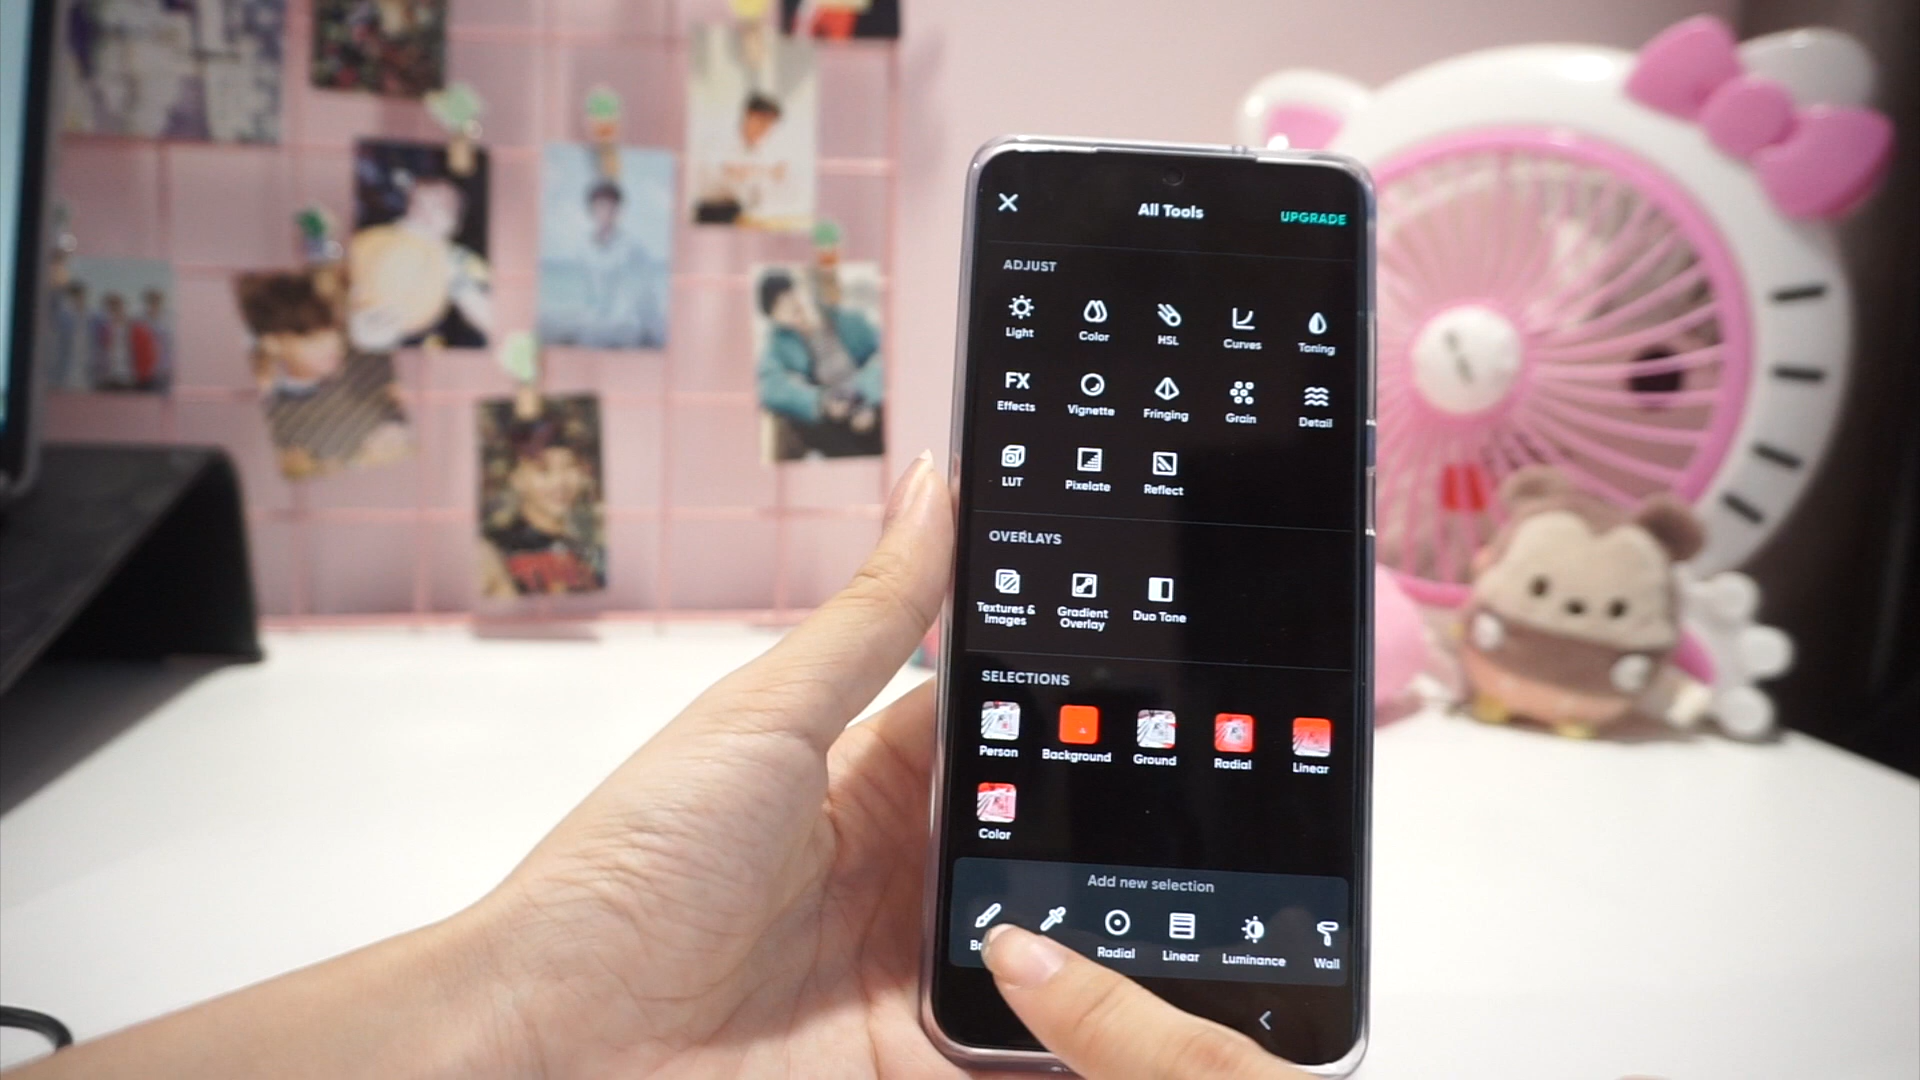 All Tools
UPGRADE
ADJUST
Light
Color
HSL
Curves
Toning
FX
Effects
Vignette
Fringing
Grain
Detail
LUT
Pixelate
Reflect
OVERLAYS
Textures &
Images
Gradient
Overlay
Duo Tone
SELECTIONS
Person
Background
Ground
Radial
Linear
Color
Add new selection
Radial
Linear
Luminance
Wall